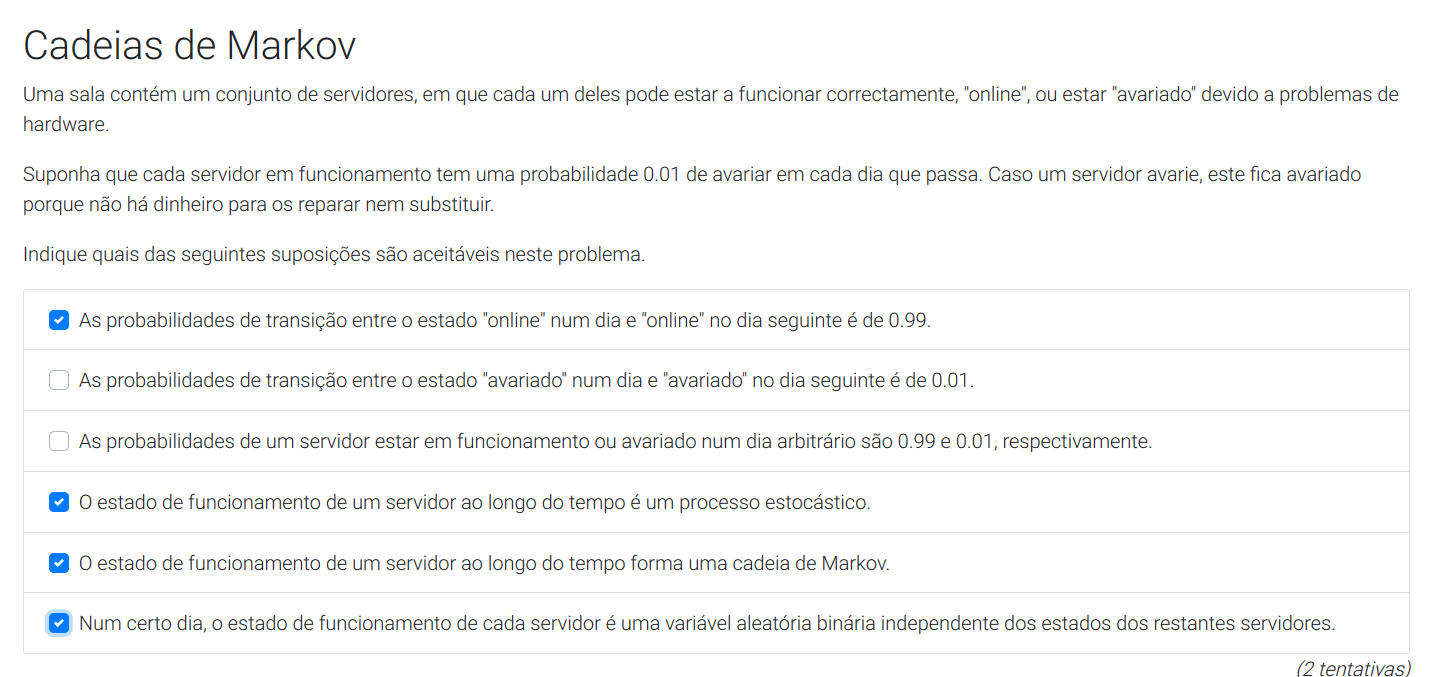 Cadeias de Markov
Uma sala contém um conjunto de servidores, em que cada um deles pode estar a funcionar correctamente, "online", ou estar "avariado" devido a problemas de
hardware.
Suponha que cada servidor em funcionamento tem uma probabilidade 0.01 de avariar em cada dia que passa. Caso um servidor avarie, este fica avariado
porque não há dinheiro para os reparar nem substituir.
Indique quais das seguintes suposições são aceitáveis neste problema.
As probabilidades de transição entre o estado "online" num dia e "online" no dia seguinte é de 0.99.
As probabilidades de transição entre o estado "avariado" num dia e "avariado" no dia seguinte é de 0.01.
As probabilidades de um servidor estar em funcionamento ou avariado num dia arbitrário são 0.99 e 0.01, respectivamente.
O estado de funcionamento de um servidor ao longo do tempo é um processo estocástico.
O estado de funcionamento de um servidor ao longo do tempo forma uma cadeia de Markov.
Num certo dia, o estado de funcionamento de cada servidor é uma variável aleatória binária independente dos estados dos restantes servidores.
(2 tentativas)